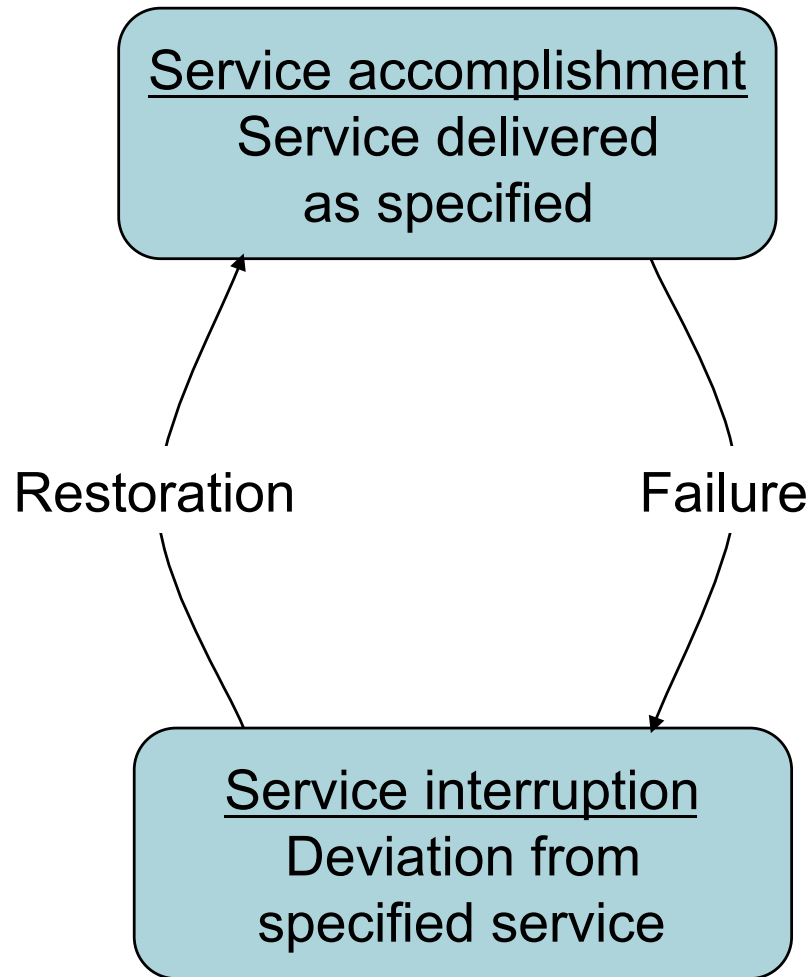 Service accomplishment
Service delivered
as specified
Restoration
Failure
Service interruption
Deviation from
specified service